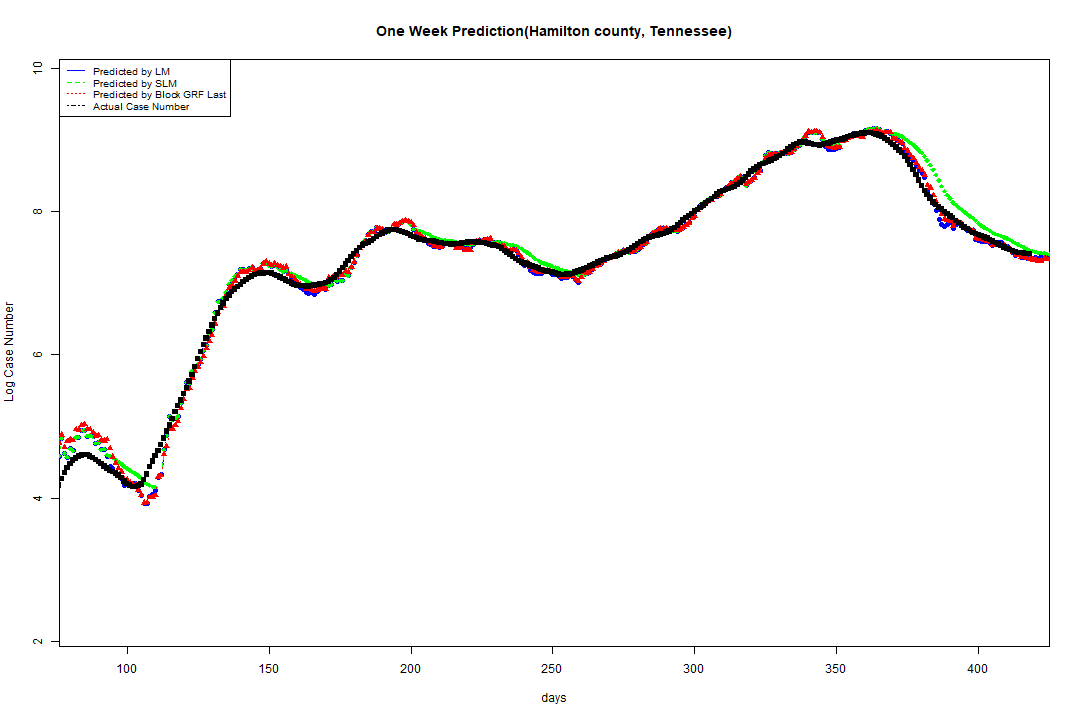 One Week Prediction(Hamilton county, Tennessee)
Predicted by LM
Predicted by SLM
Predicted by Block GRF Last
Actual Case Number
10
8
6
4
2
Log Case Number
100 150 200 250 300 350 400
days